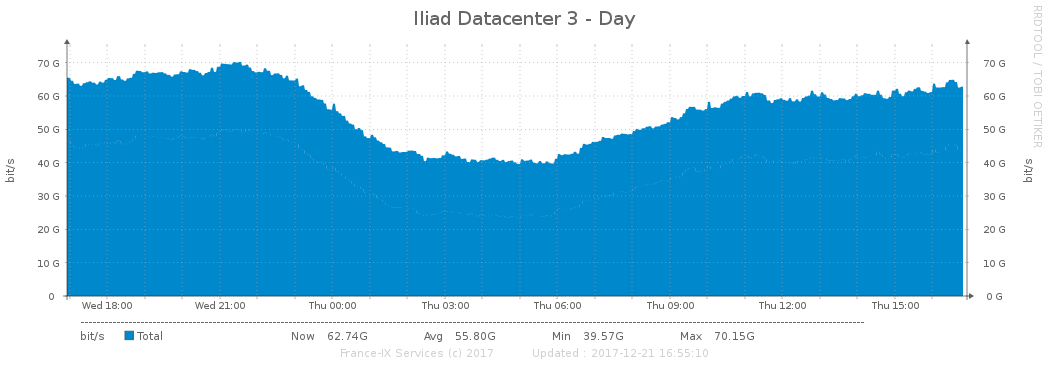 Iliad Datacenter 3 - Day
RRDTOOL / TOBI OETIKER
bit/s
bit/s
70 G 70 G
60 G 60 G
50 G 50 G
40 G 40 G
30 G 30 G
20 G 20 G
10 G 10 G
0 0 G
Wed 18:00 Wed 21:00 Thu 00:00 Thu 03:00 Thu 06:00 Thu 09:00 Thu 12:00 Thu 15:00
bit/s Total Now 62.74G Avg 55.80G Min 39.57G Max 70.15G
France-IX Services (c) 2017 Updated : 2017-12-21 16:55:10